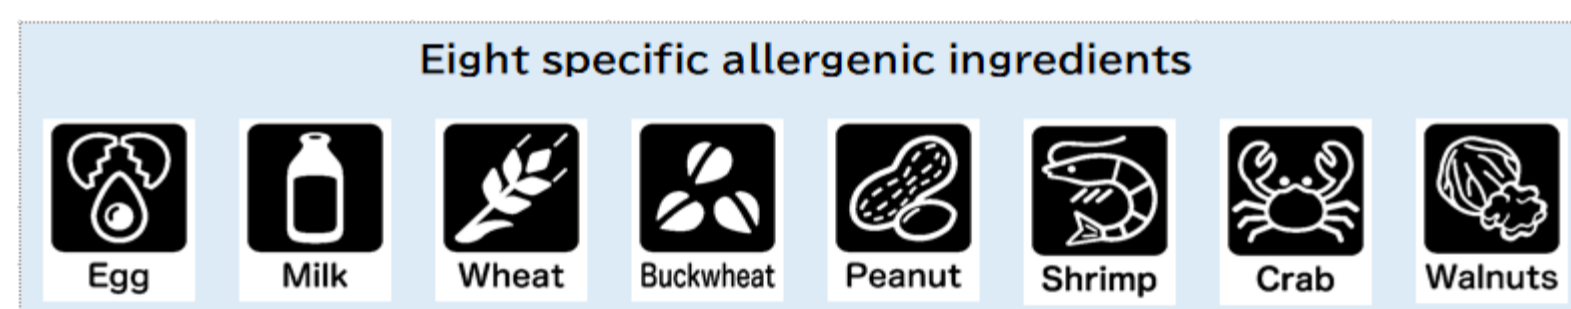 Eight specific allergenic ingredients
Egg Milk Wheat Buckwheat Peanut Shrimp Crab Walnuts